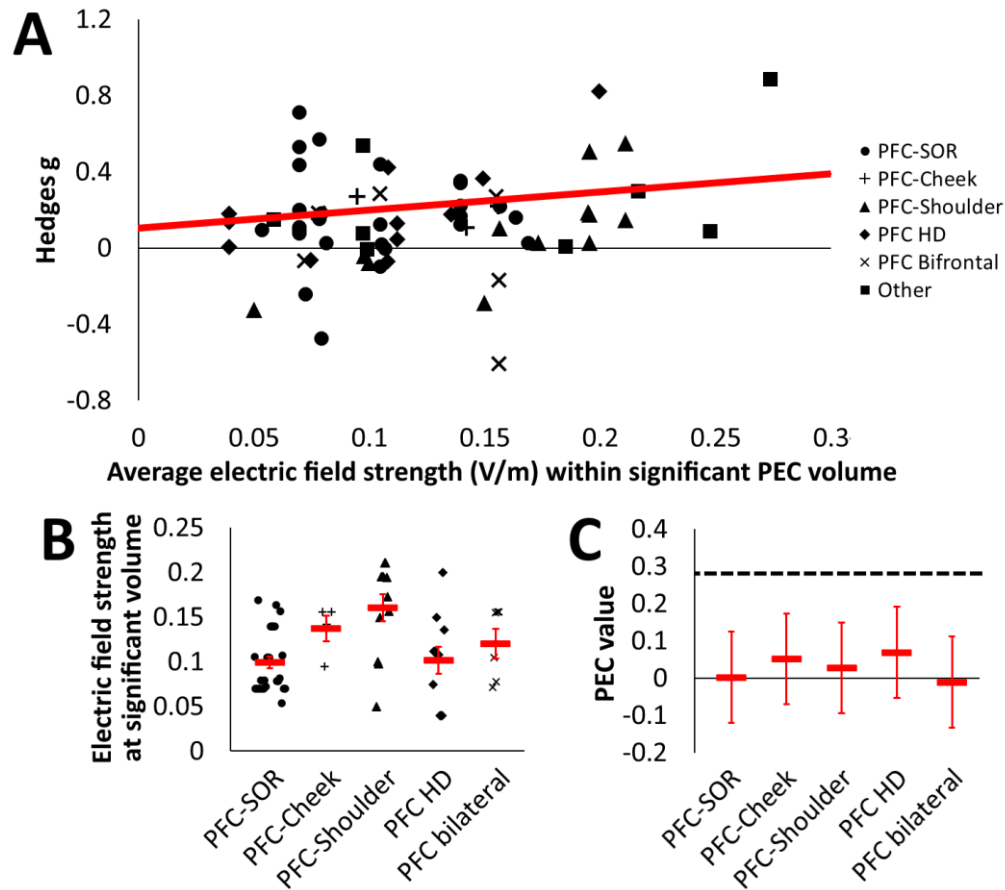 A
1.2
0.8
0.4
0
-0.4
-0.8
Hedges g
0
0.05
0.1
0.15
0.2
0.25
0.3
Average electric field strength (V/m) within significant PEC volume
PFC-SOR
PFC-Cheek
PFC-Shoulder
PFC HD
PFC Bifrontal
Other
B
Electric field strength
at significant volume
0.25
0.2
0.15
0.1
0.05
0
PFC-SOR
PFC-Cheek
PFC-Shoulder
PFC HD
PFC bilateral
C
PEC value
0.4
0.3
0.2
0.1
0
-0.1
-0.2
PFC-SOR
PFC-Cheek
PFC-Shoulder
PFC HD
PFC bilateral